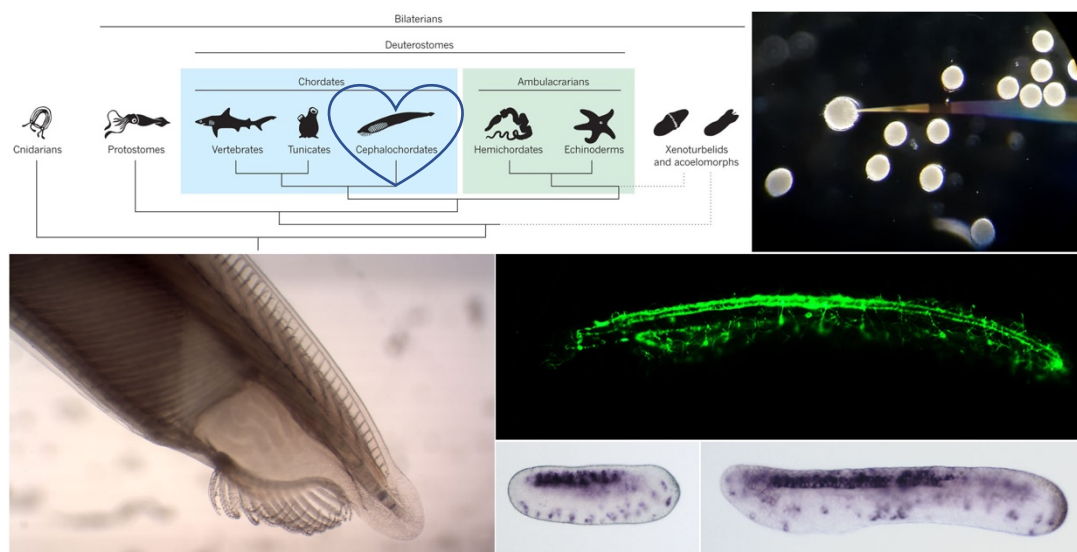 Bilaterians
Deuterostomes
Chordates
Ambulacrarians
Cnidarians
Protostomes
Vertebrates
Tunicates
Cephalochordates
Hemichordates
Echinoderms
Xenoturbelids
and acoelomorphs